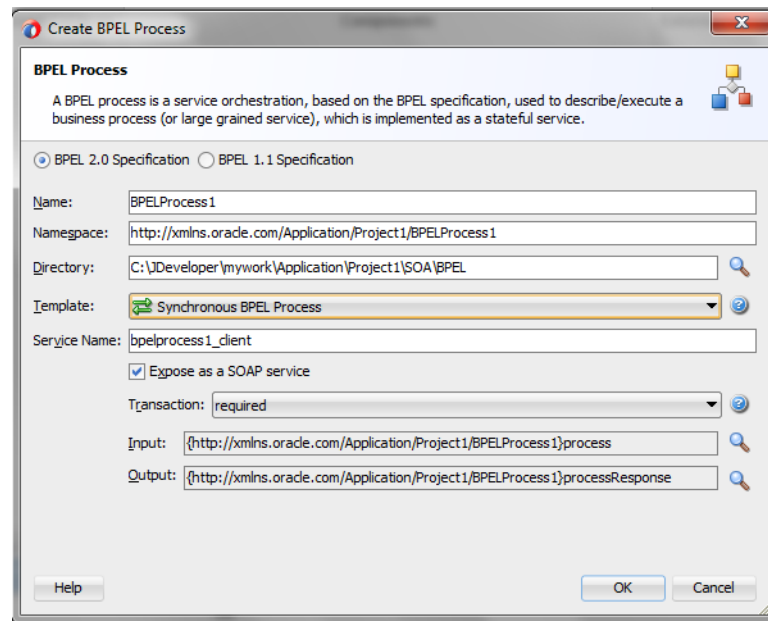 Create BPEL Process
BPEL Process
A BPEL process is a service orchestration, based on the BPEL specification, used to describe/execute a
business process (or large grained service), which is implemented as a stateful service.
BPEL 2.0 Specification BPEL 1.1 Specification
Name: BPELProcess1
Namespace: http://xmlns.oracle.com/Application/Project1/BPELProcess1
Directory: C:\JDeveloper\mywork\Application\Project1\SOA\BPEL
Template: Synchronous BPEL Process
Service Name: bpelprocess1_client
Expose as a SOAP service
Transaction: required
Input: {http://xmlns.oracle.com/Application/Project1/BPELProcess1}process
Output: {http://xmlns.oracle.com/Application/Project1/BPELProcess1}processResponse
Help OK Cancel